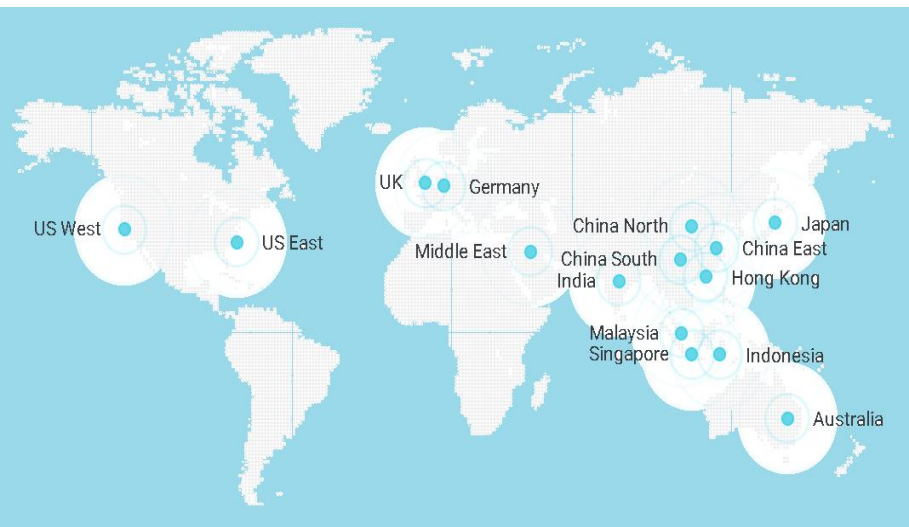 UK
Germany
US West
US East
Middle East
China North
Japan
China East
China South
India
Hong Kong
Malaysia
Singapore
Indonesia
Australia